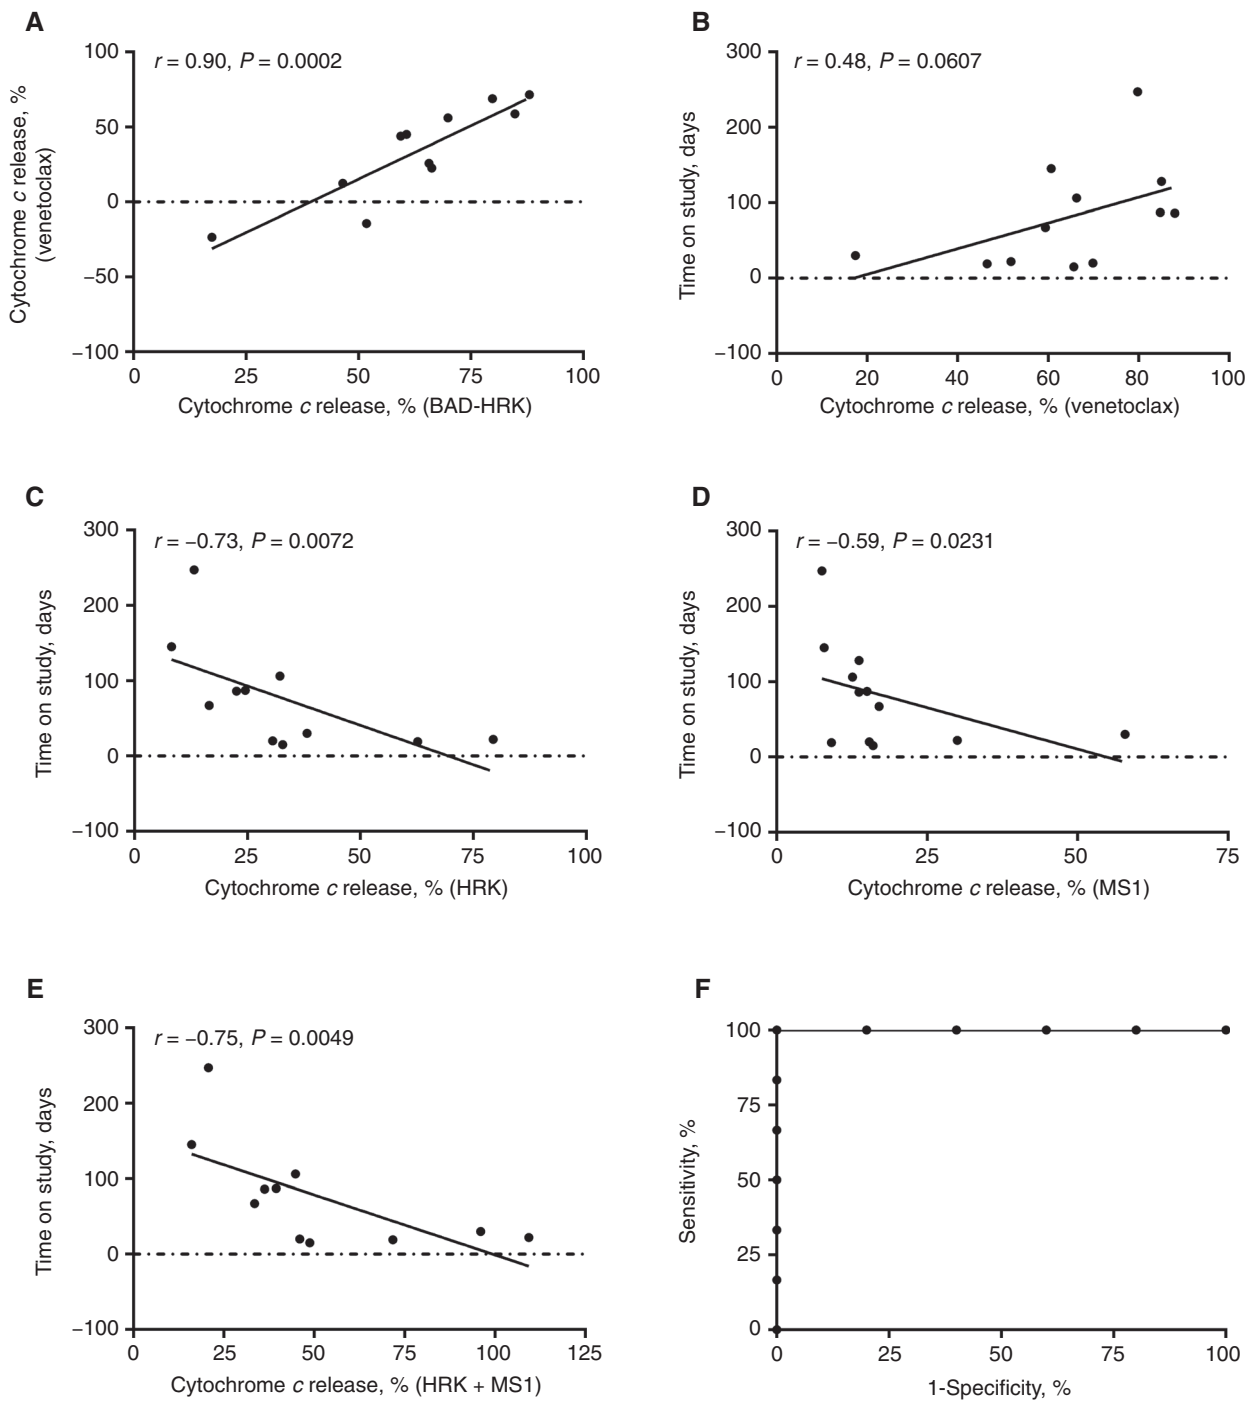 A
r = 0.90, P = 0.0002
Cytochrome c release, %
(venetoclax)
100
50
0
−50
−100
0 25 50 75 100
Cytochrome c release, % (BAD-HRK)
B
r = 0.48, P = 0.0607
Time on study, days
300
200
100
0
−100
0 20 40 60 80 100
Cytochrome c release, % (venetoclax)
C
r = −0.73, P = 0.0072
Time on study, days
300
200
100
0
−100
0 25 50 75 100
Cytochrome c release, % (HRK)
D
r = −0.59, P = 0.0231
Time on study, days
300
200
100
0
−100
0 25 50 75
Cytochrome c release, % (MS1)
E
r = −0.75, P = 0.0049
Time on study, days
300
200
100
0
−100
0 25 50 75 100 125
Cytochrome c release, % (HRK + MS1)
F
Sensitivity, %
100
75
50
25
0
0 25 50 75 100
1-Specificity, %